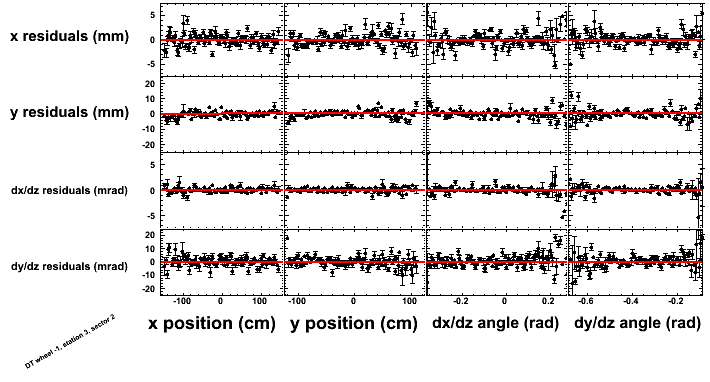 x residuals (mm)
5
0
-5
y residuals (mm)
20
10
0
-10
-20
dx/dz residuals (mrad)
5
0
-5
dy/dz residuals (mrad)
20
10
0
-10
-20
-100 0 100 -100 0 100 -0.2 0 0.2 -0.6 -0.4 -0.2
x position (cm) y position (cm) dx/dz angle (rad) dy/dz angle (rad)
DT wheel -1, station 3, sector 2